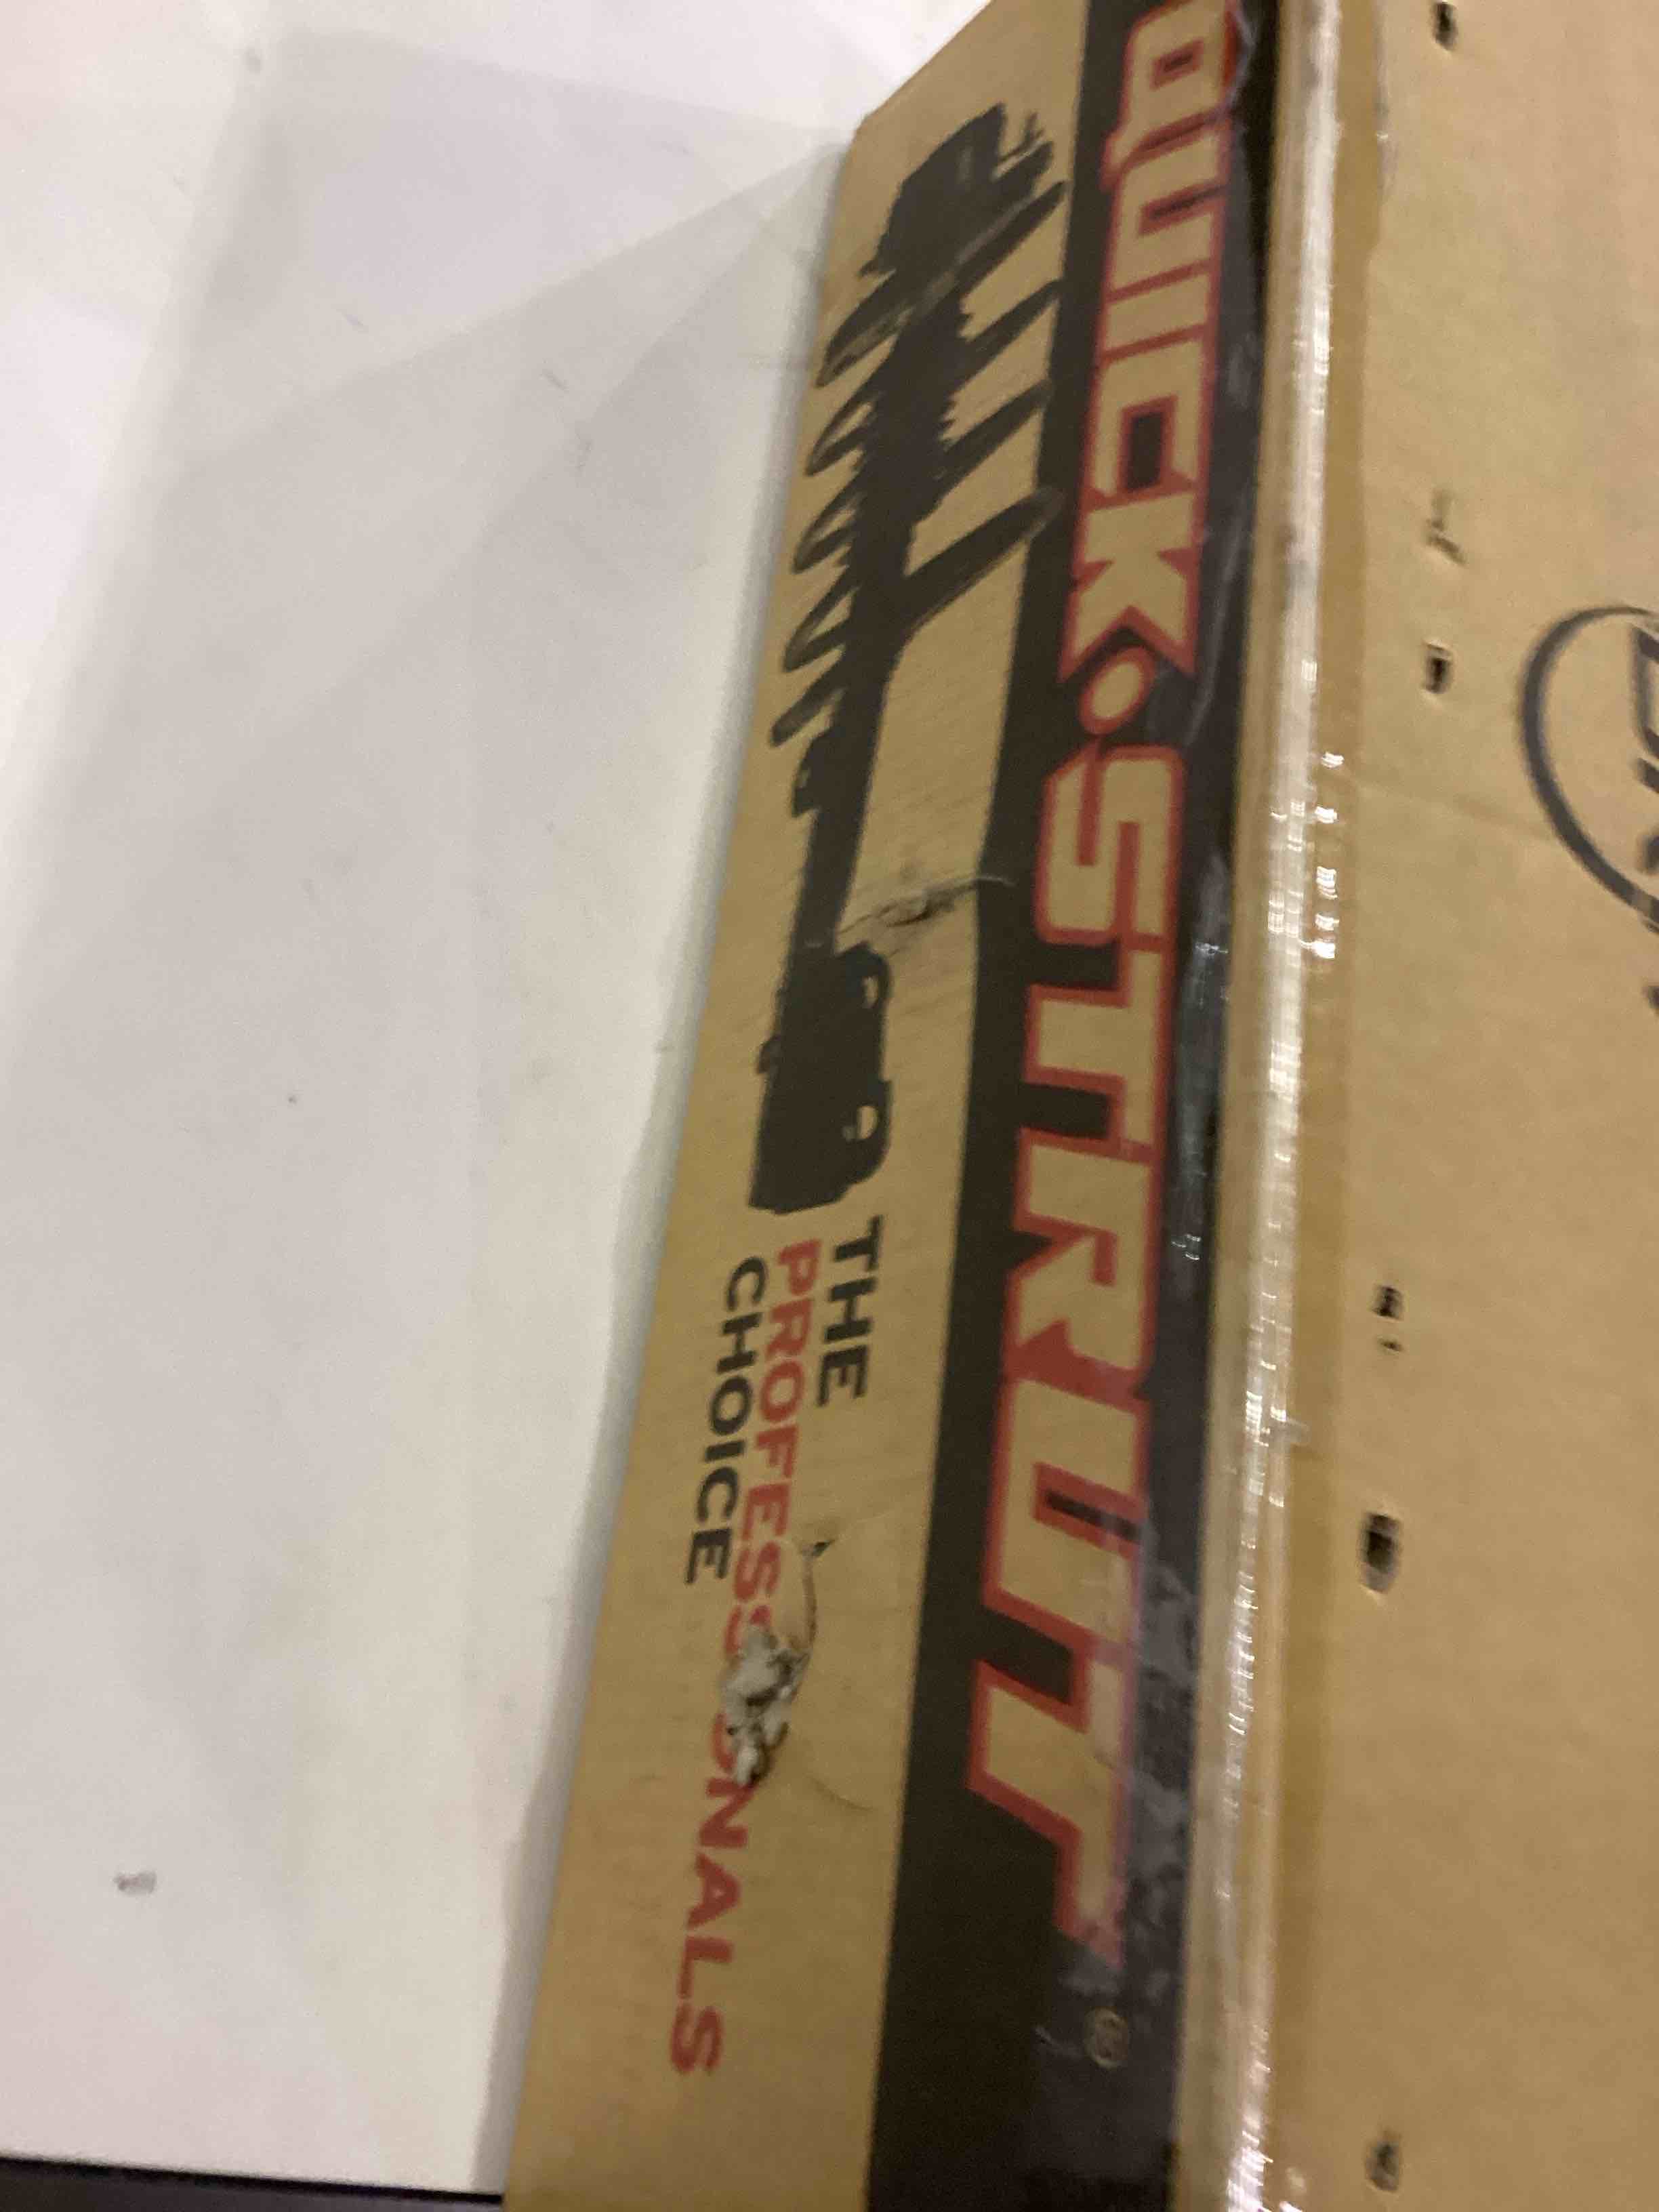 QUICK·STRUT®
THE
PROFESSIONALS
CHOICE